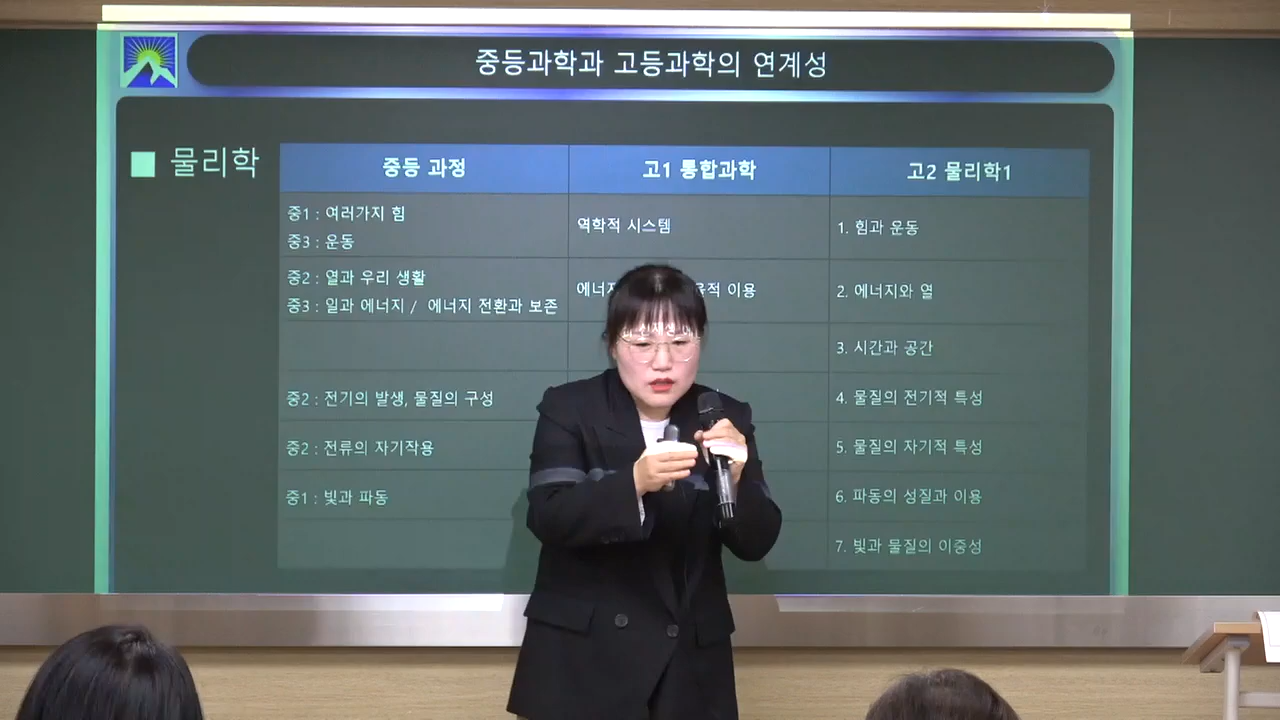 중등과학과 고등과학의 연계성
■ 물리학
중등 과정
고1 통합과학
고2 물리학1
중1 : 여러가지 힘
중3 : 운동
역학적 시스템
1. 힘과 운동
중2 : 열과 우리 생활
중3 : 일과 에너지 / 에너지 전환과 보존
이용
2. 에너지와 열
3. 시간과 공간
중2 : 전기의 발생, 물질의 구성
4. 물질의 전기적 특성
중2 : 전류의 자기작용
5. 물질의 자기적 특성
중1 : 빛과 파동
6. 파동의 성질과 이용
7. 빛과 물질의 이중성